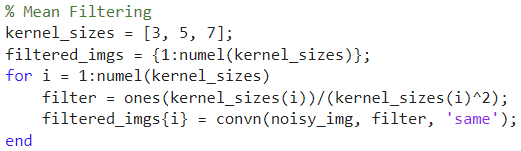 % Mean Filtering
kernel_sizes = [3, 5, 7];
filtered_imgs = {1:numel(kernel_sizes)};
for i = 1:numel(kernel_sizes)
    filter = ones(kernel_sizes(i))/(kernel_sizes(i)^2);
    filtered_imgs{i} = convn(noisy_img, filter, 'same');
end